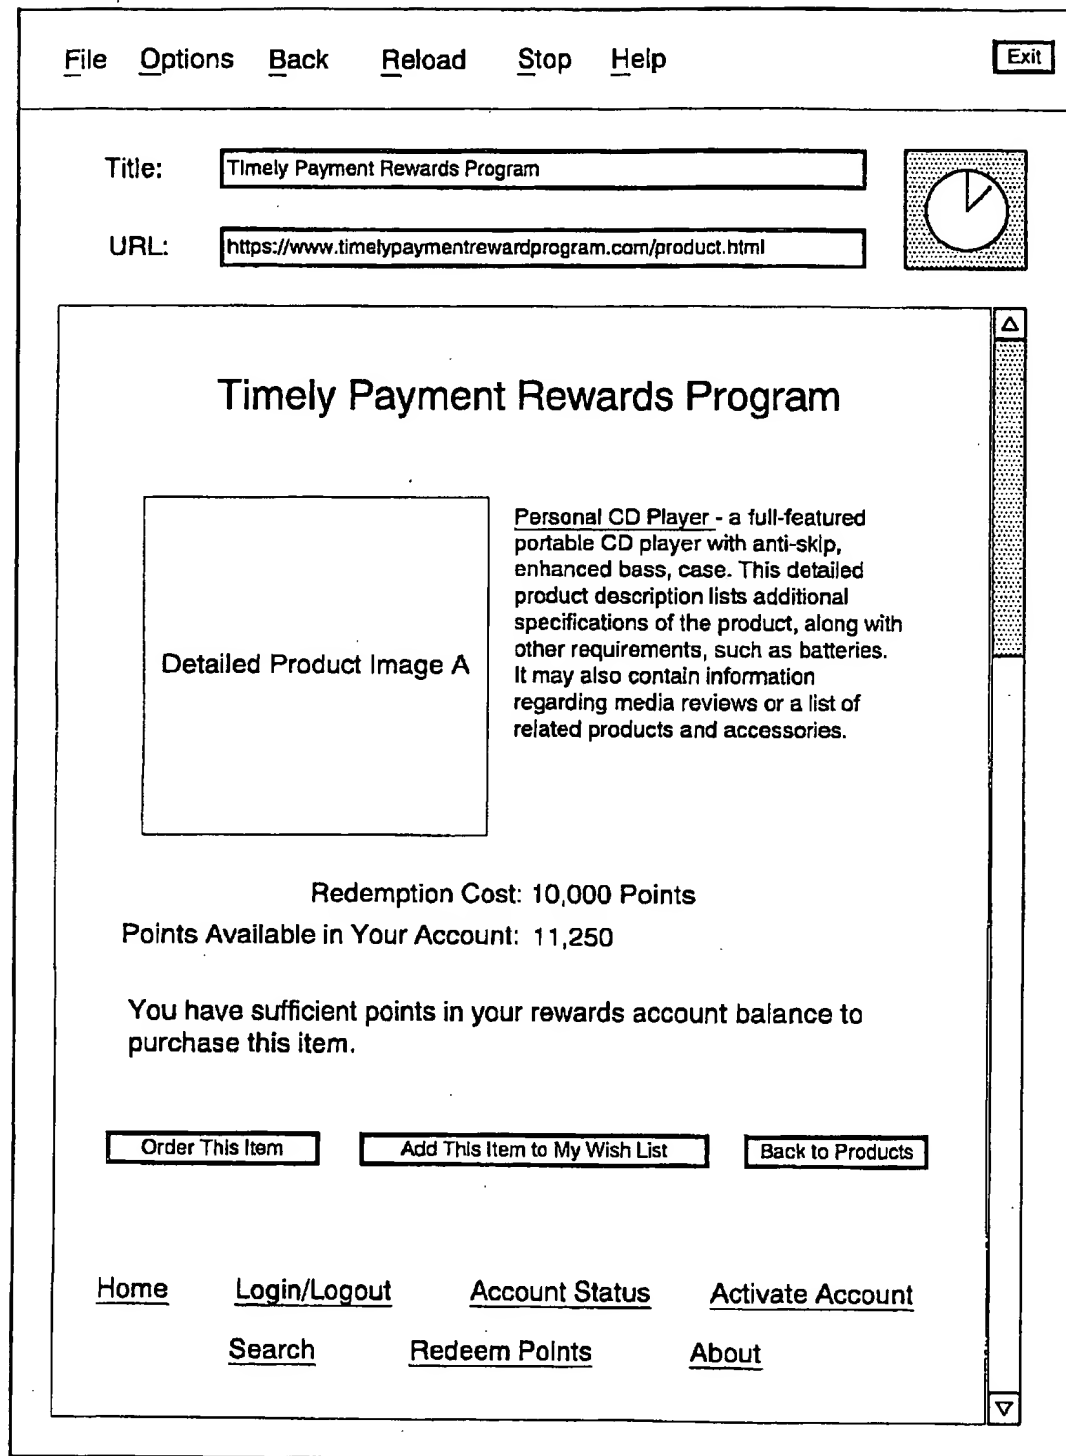 File Options Back Reload Stop Help Exit
Title: Timely Payment Rewards Program
URL: https://www.timelypaymentrewardprogram.com/product.html
Timely Payment Rewards Program
Detailed Product Image A
Personal CD Player - a full-featured
portable CD player with anti-skip,
enhanced bass, case. This detailed
product description lists additional
specifications of the product, along with
other requirements, such as batteries.
It may also contain information
regarding media reviews or a list of
related products and accessories.
Redemption Cost: 10,000 Points
Points Available in Your Account: 11,250
You have sufficient points in your rewards account balance to
purchase this item.
Order This Item Add This Item to My Wish List Back to Products
Home Login/Logout Account Status Activate Account
Search Redeem Points About